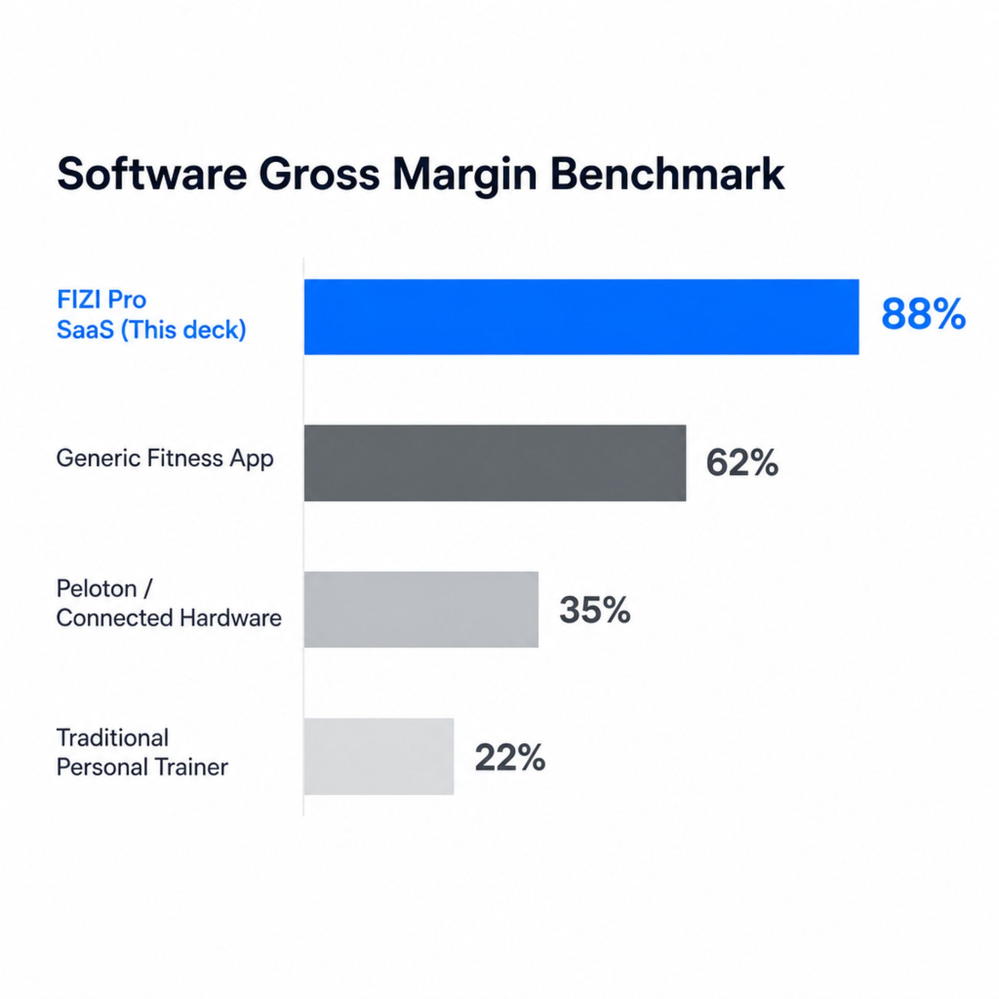 Software Gross Margin Benchmark
FIZI Pro
SaaS (This deck)
88%
Generic Fitness App
62%
Peloton /
Connected Hardware
35%
Traditional
Personal Trainer
22%